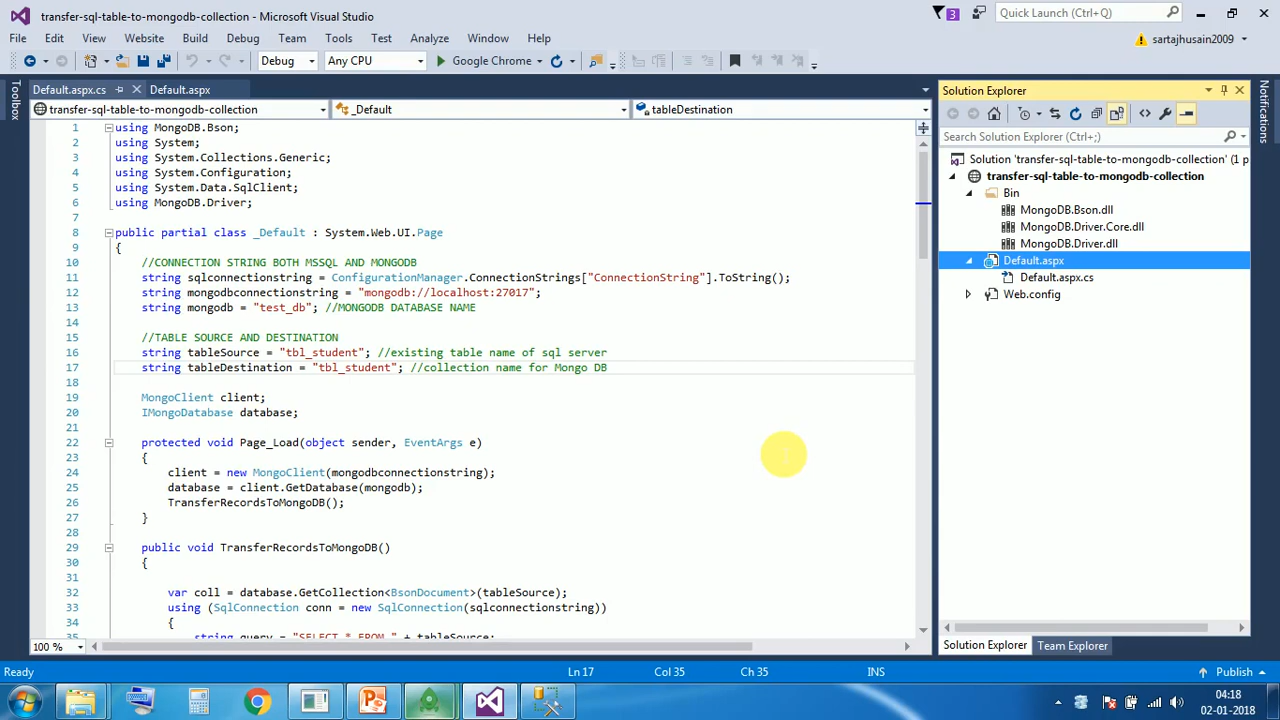 transfer-sql-table-to-mongodb-collection - Microsoft Visual Studio
3
Quick Launch (Ctrl+Q)
File Edit View Website Build Debug Team Tools Test Analyze Window Help
sartajhusain2009
Debug Any CPU Google Chrome
Toolbox
Default.aspx.cs Default.aspx
transfer-sql-table-to-mongodb-collection _Default tableDestination
1 using MongoDB.Bson;
2 using System;
3 using System.Collections.Generic;
4 using System.Configuration;
5 using System.Data.SqlClient;
6 using MongoDB.Driver;
7
8 public partial class _Default : System.Web.UI.Page
9 {
10 //CONNECTION STRING BOTH MSSQL AND MONGODB
11 string sqlconnectionstring = ConfigurationManager.ConnectionStrings["ConnectionString"].ToString();
12 string mongodbconnectionstring = "mongodb://localhost:27017";
13 string mongodb = "test_db"; //MONGODB DATABASE NAME
14
15 //TABLE SOURCE AND DESTINATION
16 string tableSource = "tbl_student"; //existing table name of sql server
17 string tableDestination = "tbl_student"; //collection name for Mongo DB
18
19 MongoClient client;
20 IMongoDatabase database;
21
22 protected void Page_Load(object sender, EventArgs e)
23 {
24 client = new MongoClient(mongodbconnectionstring);
25 database = client.GetDatabase(mongodb);
26 TransferRecordsToMongoDB();
27 }
28
29 public void TransferRecordsToMongoDB()
30 {
31
32 var coll = database.GetCollection<BsonDocument>(tableSource);
33 using (SqlConnection conn = new SqlConnection(sqlconnectionstring))
34 {
35 string query = "SELECT * FROM " + tableSource;
100 %
Solution Explorer
Search Solution Explorer (Ctrl+;)
Solution 'transfer-sql-table-to-mongodb-collection' (1 p
transfer-sql-table-to-mongodb-collection
Bin
MongoDB.Bson.dll
MongoDB.Driver.Core.dll
MongoDB.Driver.dll
Default.aspx
Default.aspx.cs
Web.config
Solution Explorer Team Explorer
Notifications
Ready Ln 17 Col 35 Ch 35 INS Publish
04:18
02-01-2018